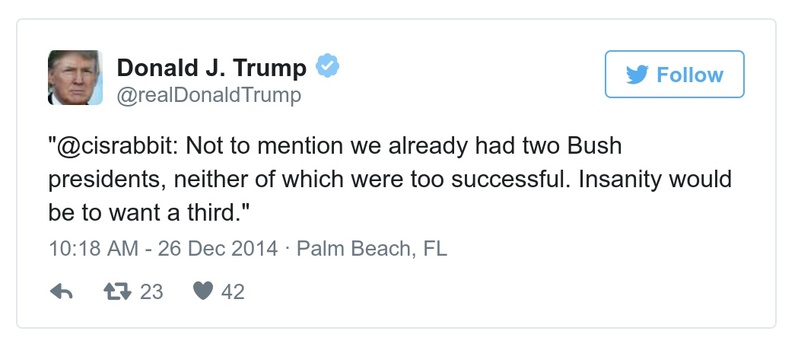 Donald J. Trump
@realDonaldTrump
Follow
"@cisrabbit: Not to mention we already had two Bush
presidents, neither of which were too successful. Insanity would
be to want a third."
10:18 AM - 26 Dec 2014 · Palm Beach, FL
23 42